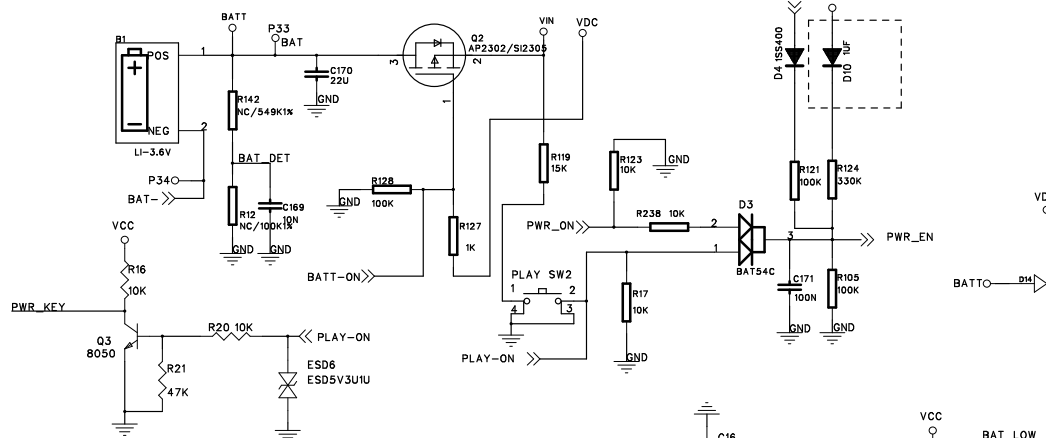 BATT
P33
BAT
B1
POS
1
NEG
2
LI-3.6V
P34
BAT-
R142
NC/549K1%
BAT_DET
R12
NC/100K1%
C169
10N
GND
GND
C170
22U
GND
Q2
AP2302/SI2305
3
2
1
VIN
VDC
R128
100K
GND
R127
1K
BATT-ON
R119
15K
R123
10K
GND
PWR_ON
R238 10K
2
1
3
D3
BAT54C
PLAY SW2
1
2
4
3
GND
PLAY-ON
R17
10K
GND
D4 1SS400
D10 1UF
R121
100K
R124
330K
PWR_EN
C171
100N
R105
100K
GND
GND
VD
BATT
D14
VCC
R16
10K
PWR_KEY
Q3
8050
R20 10K
PLAY-ON
R21
47K
ESD6
ESD5V3U1U
GND
GND
C16
VCC
BAT_LOW